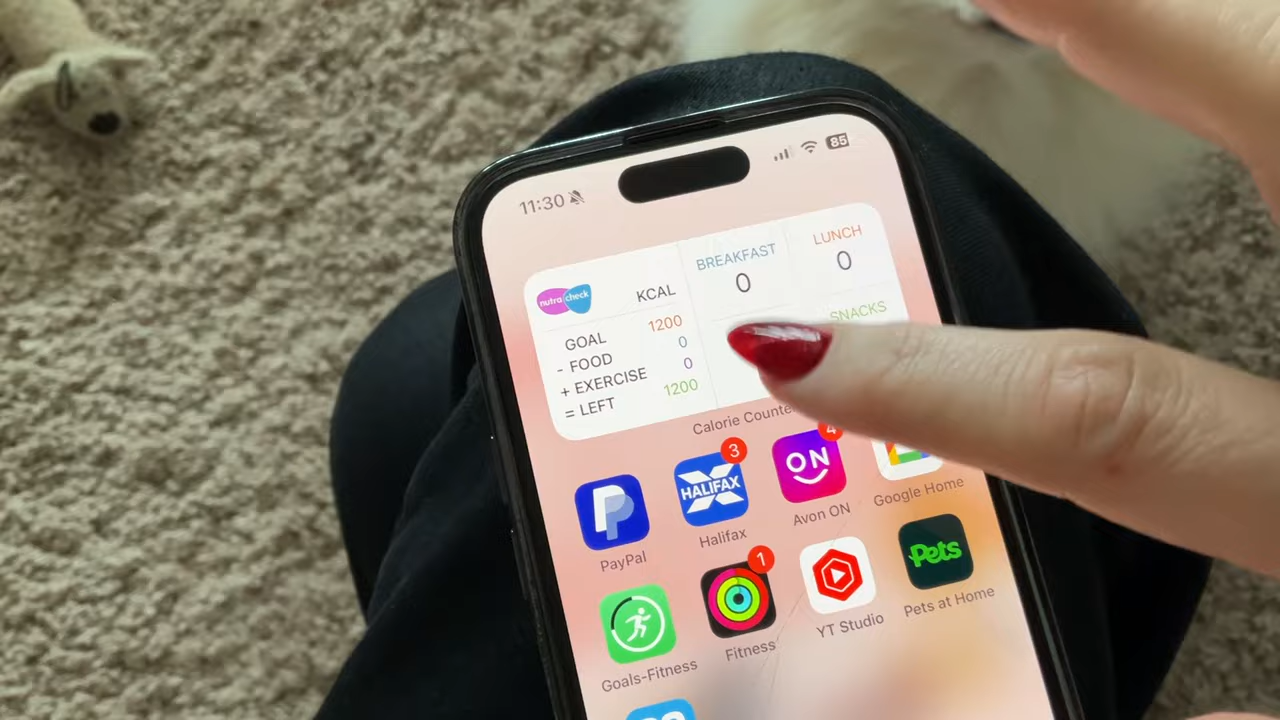 11:30
85
nutracheck
KCAL
GOAL 1200
- FOOD 0
+ EXERCISE 0
= LEFT 1200
BREAKFAST
0
LUNCH
0
SNACKS
Calorie Counte
3
4
HALIFAX
ON
PayPal
Halifax
Avon ON
Google Home
1
Pets
Goals-Fitness
Fitness
YT Studio
Pets at Home